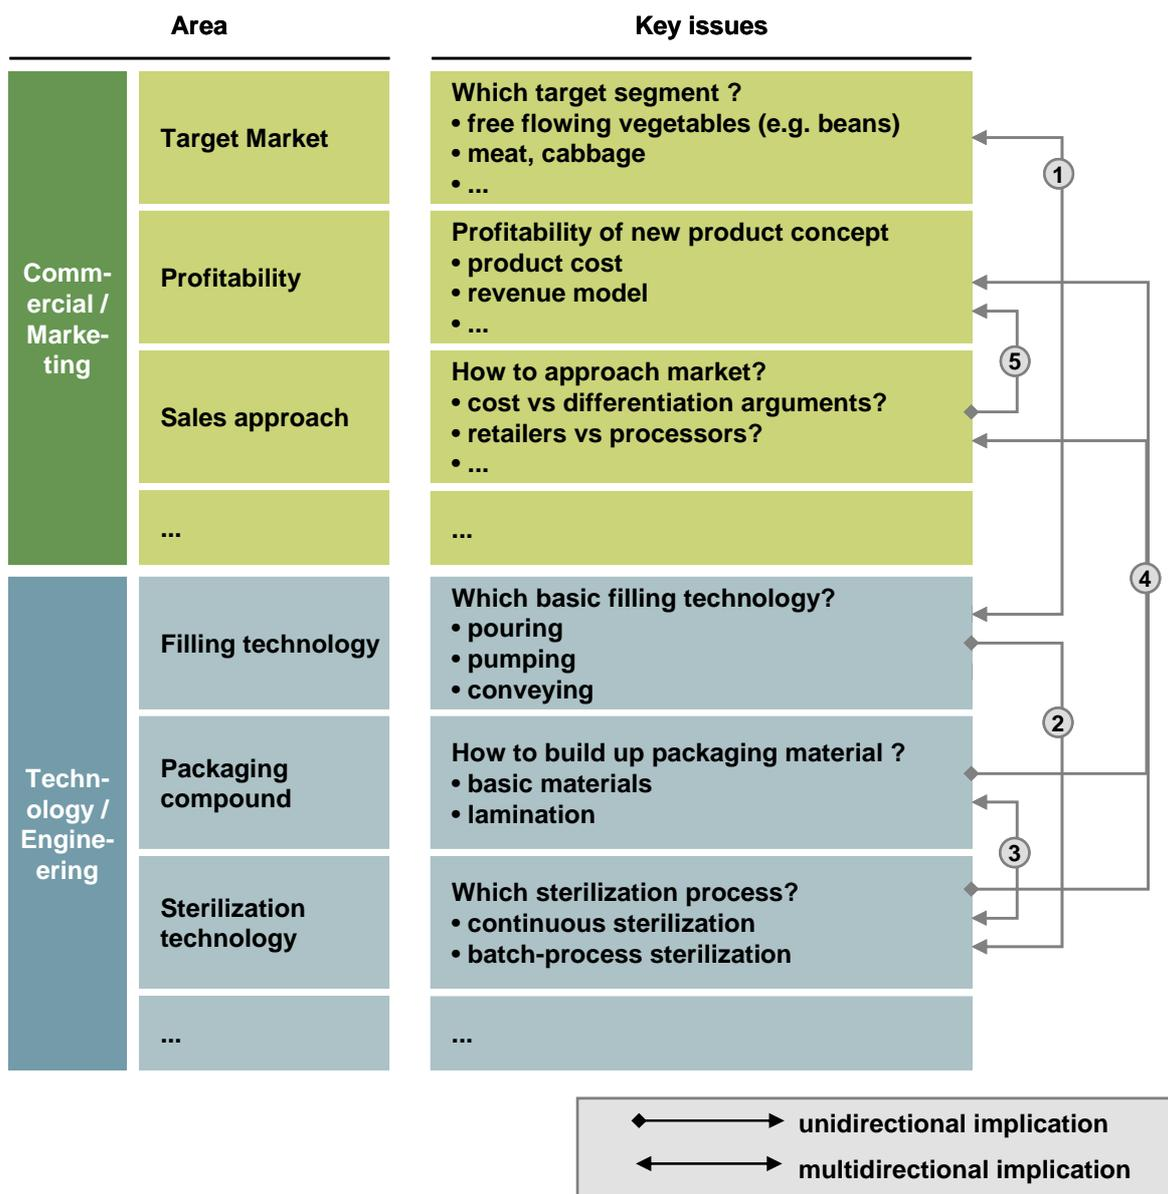 Area
Key issues
Comm-
ercial /
Marke-
ting
Target Market
Which target segment ?
• free flowing vegetables (e.g. beans)
• meat, cabbage
• ...
1
Profitability
Profitability of new product concept
• product cost
• revenue model
• ...
5
Sales approach
How to approach market?
• cost vs differentiation arguments?
• retailers vs processors?
• ...
...
...
4
Techn-
ology /
Engine-
ering
Filling technology
Which basic filling technology?
• pouring
• pumping
• conveying
2
Packaging
compound
How to build up packaging material ?
• basic materials
• lamination
3
Sterilization
technology
Which sterilization process?
• continuous sterilization
• batch-process sterilization
...
...
unidirectional implication
multidirectional implication